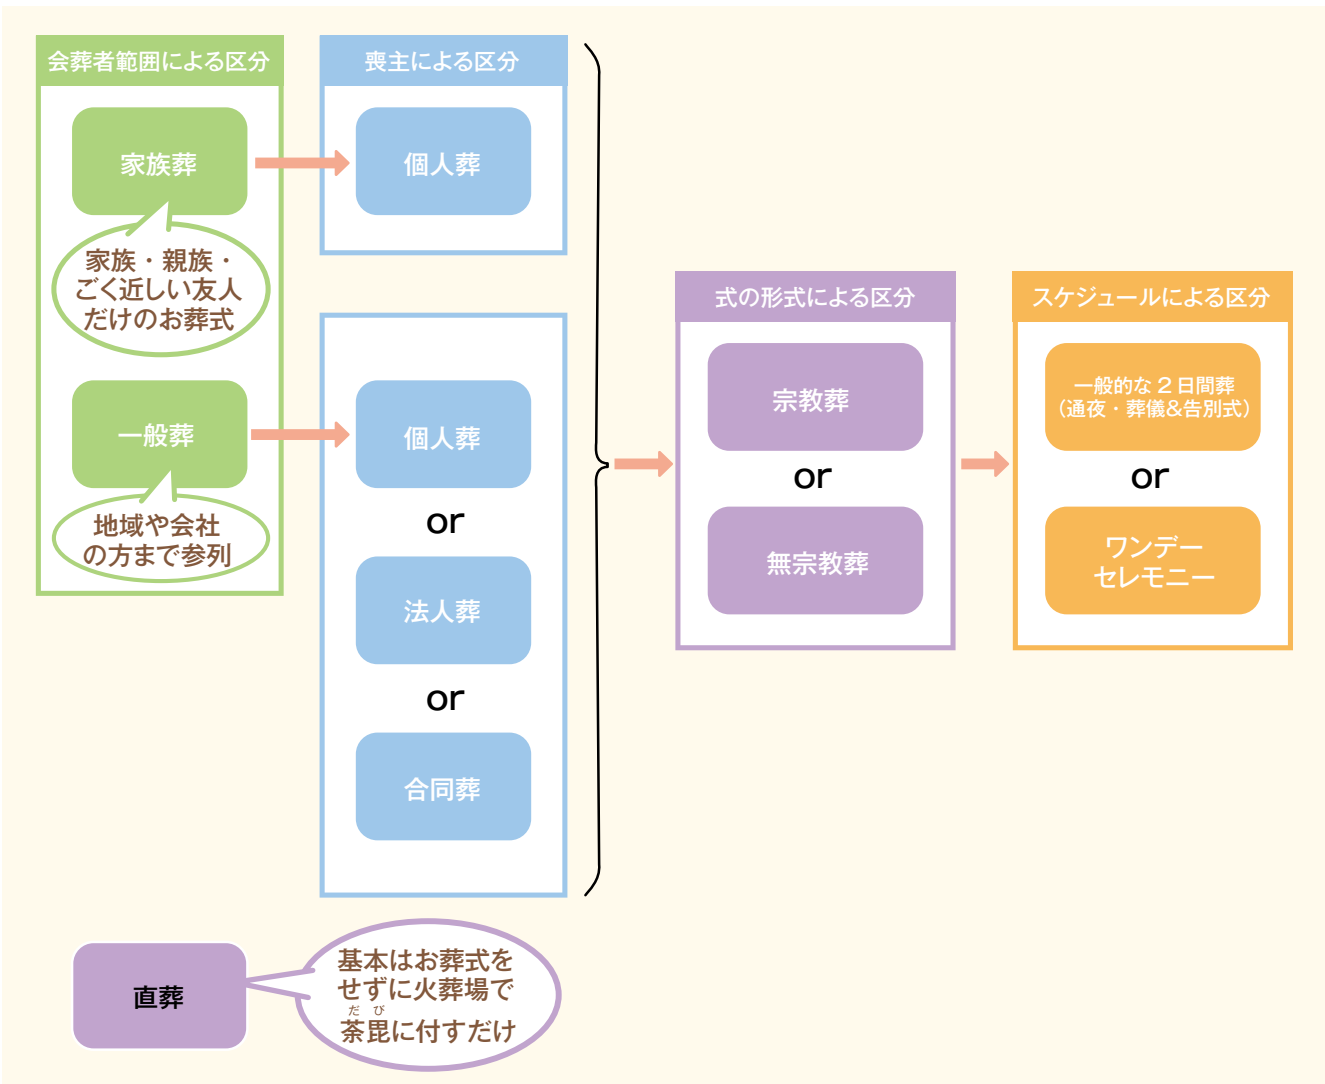 会葬者範囲による区分
家族葬
家族・親族・
ごく近しい友人
だけのお葬式
一般葬
地域や会社
の方まで参列
喪主による区分
個人葬
個人葬
or
法人葬
or
合同葬
式の形式による区分
宗教葬
or
無宗教葬
スケジュールによる区分
一般的な2日間葬
(通夜・葬儀&告別式)
or
ワンデー
セレモニー
直葬
基本はお葬式を
せずに火葬場で
だび
荼毘に付すだけ